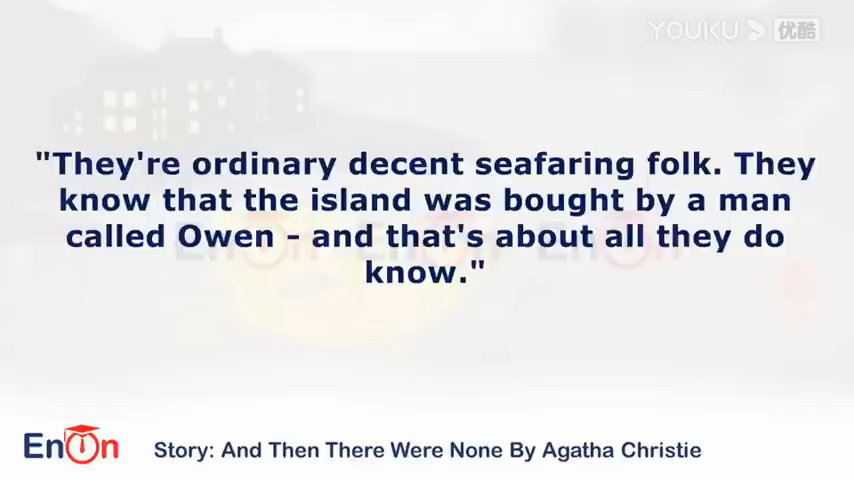 YOUKU 优酷
"They're ordinary decent seafaring folk. They
know that the island was bought by a man
called Owen - and that's about all they do
know."
EnOn
Story: And Then There Were None By Agatha Christie